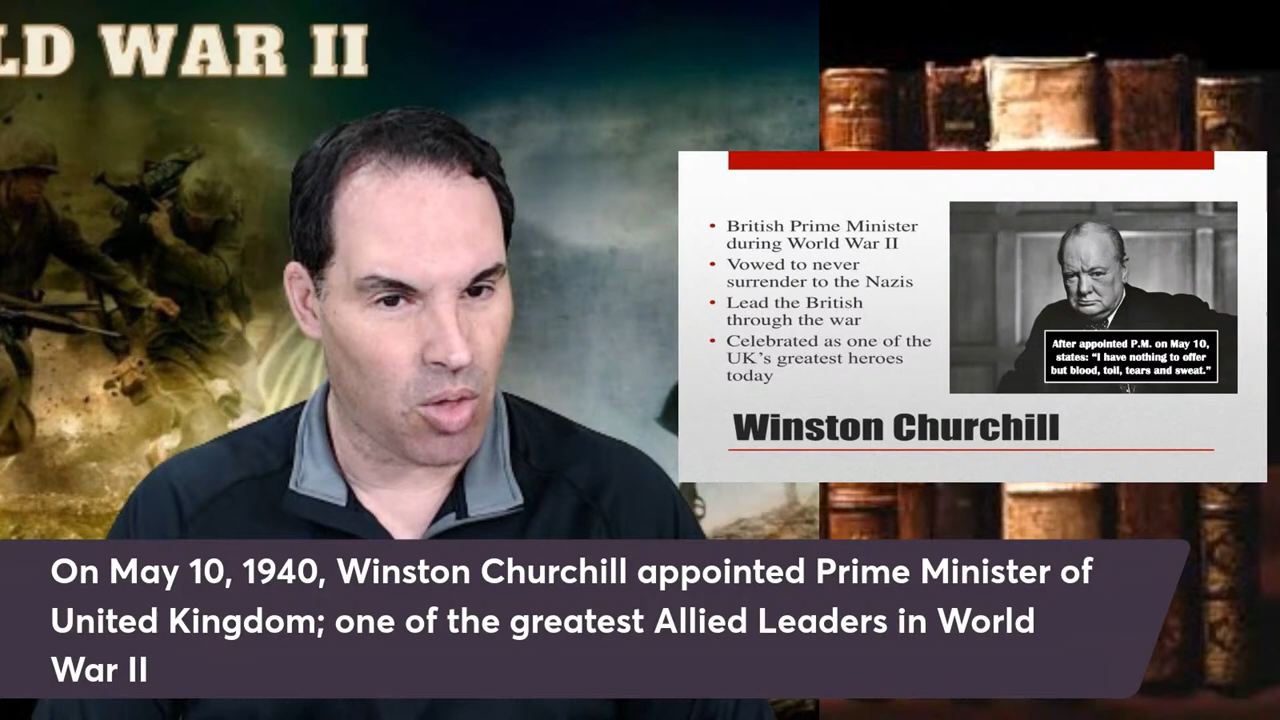 LD WAR II
• British Prime Minister
during World War II
• Vowed to never
surrender to the Nazis
• Lead the British
through the war
• Celebrated as one of the
UK's greatest heroes
today
After appointed P.M. on May 10,
states: "I have nothing to offer
but blood, toil, tears and sweat."
Winston Churchill
On May 10, 1940, Winston Churchill appointed Prime Minister of
United Kingdom; one of the greatest Allied Leaders in World
War II